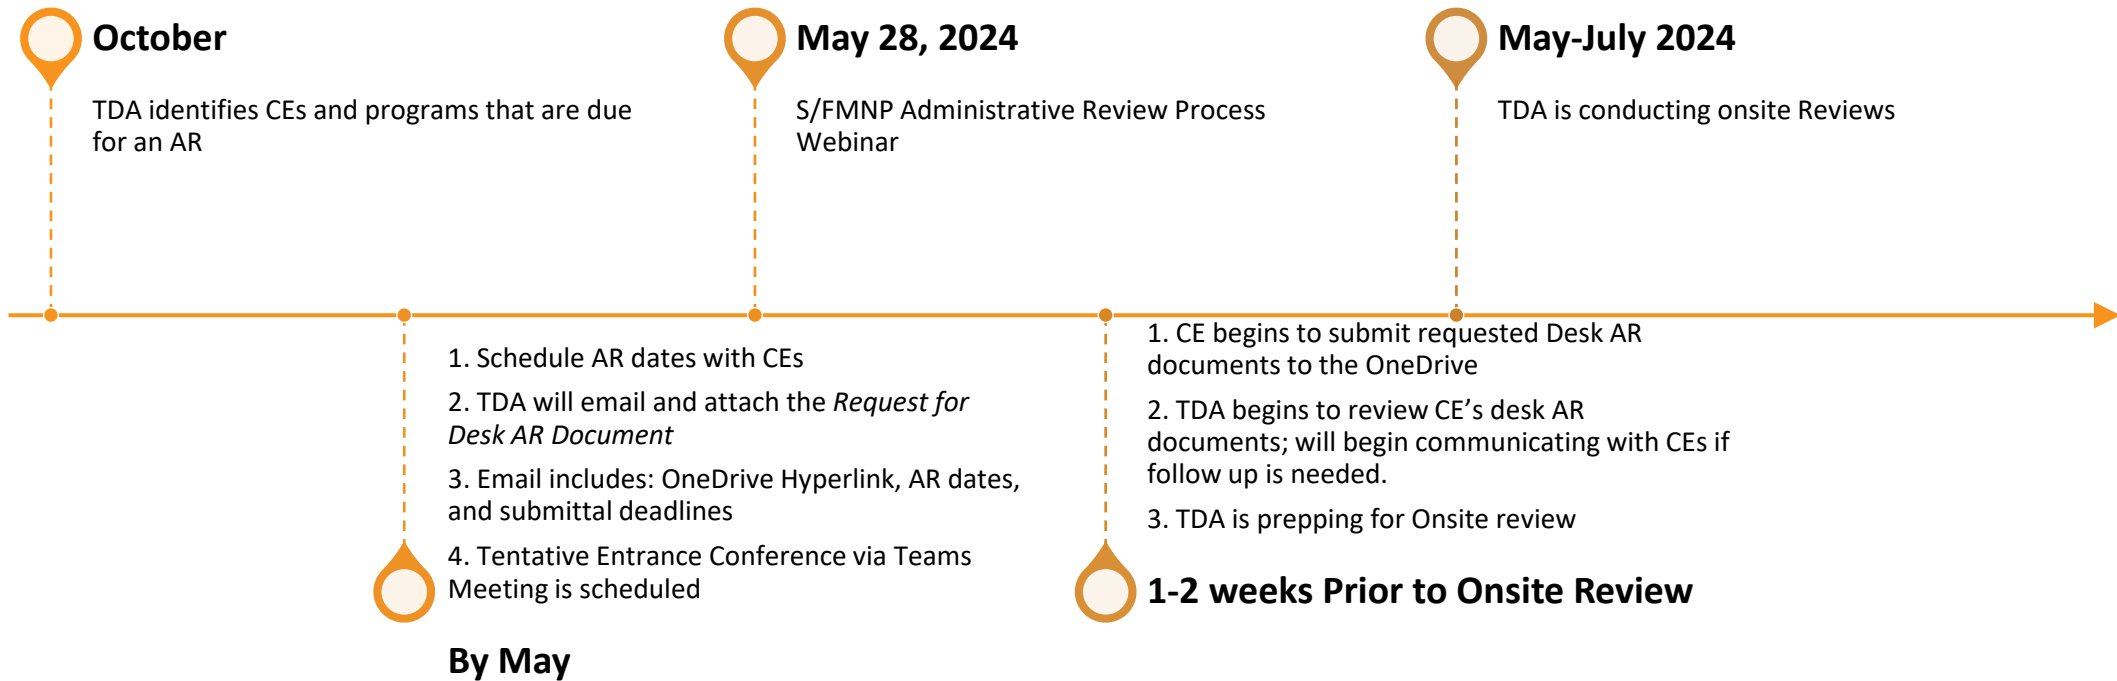 October
TDA identifies CEs and programs that are due
for an AR
By May
1. Schedule AR dates with CEs
2. TDA will email and attach the Request for
Desk AR Document
3. Email includes: OneDrive Hyperlink, AR dates,
and submittal deadlines
4. Tentative Entrance Conference via Teams
Meeting is scheduled
May 28, 2024
S/FMNP Administrative Review Process
Webinar
1-2 weeks Prior to Onsite Review
1. CE begins to submit requested Desk AR
documents to the OneDrive
2. TDA begins to review CE’s desk AR
documents; will begin communicating with CEs if
follow up is needed.
3. TDA is prepping for Onsite review
May-July 2024
TDA is conducting onsite Reviews